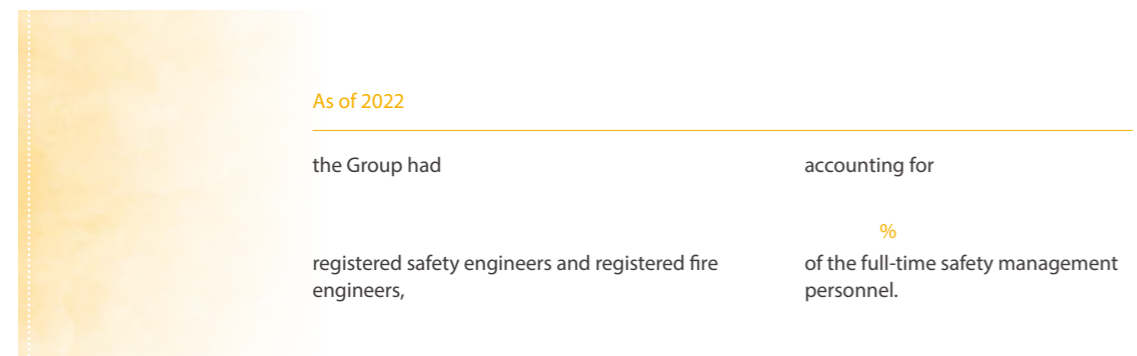 As of 2022
the Group had
registered safety engineers and registered fire
engineers,
accounting for
%
of the full-time safety management
personnel.